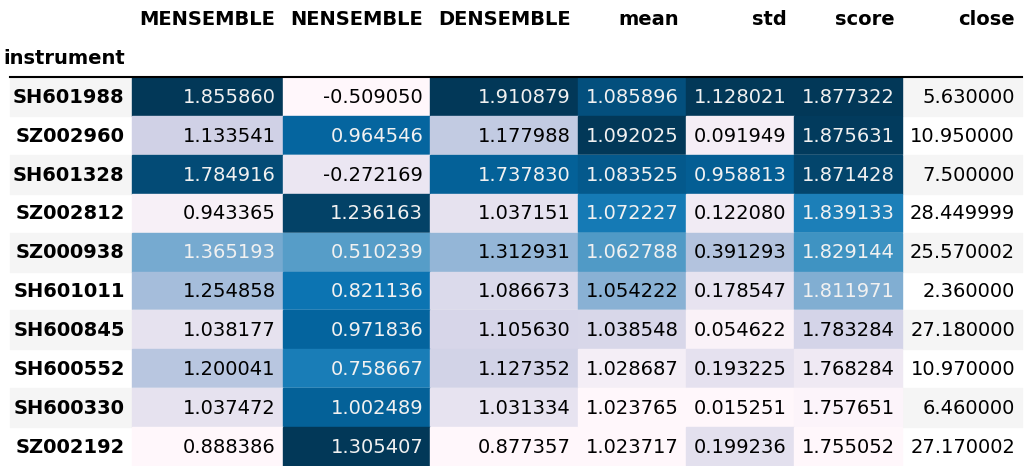 MENSEMBLE NENSEMBLE DENSEMBLE mean std score close
instrument
SH601988 1.855860 -0.509050 1.910879 1.085896 1.128021 1.877322 5.630000
SZ002960 1.133541 0.964546 1.177988 1.092025 0.091949 1.875631 10.950000
SH601328 1.784916 -0.272169 1.737830 1.083525 0.958813 1.871428 7.500000
SZ002812 0.943365 1.236163 1.037151 1.072227 0.122080 1.839133 28.449999
SZ000938 1.365193 0.510239 1.312931 1.062788 0.391293 1.829144 25.570002
SH601011 1.254858 0.821136 1.086673 1.054222 0.178547 1.811971 2.360000
SH600845 1.038177 0.971836 1.105630 1.038548 0.054622 1.783284 27.180000
SH600552 1.200041 0.758667 1.127352 1.028687 0.193225 1.768284 10.970000
SH600330 1.037472 1.002489 1.031334 1.023765 0.015251 1.757651 6.460000
SZ002192 0.888386 1.305407 0.877357 1.023717 0.199236 1.755052 27.170002